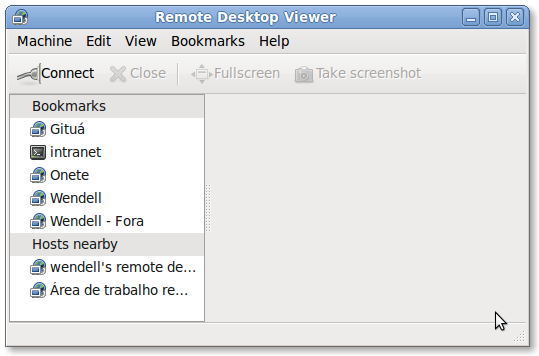 Remote Desktop Viewer
Machine Edit View Bookmarks Help
Connect Close Fullscreen Take screenshot
Bookmarks
Gituá
intranet
Onete
Wendell
Wendell - Fora
Hosts nearby
wendell's remote de...
Área de trabalho re...